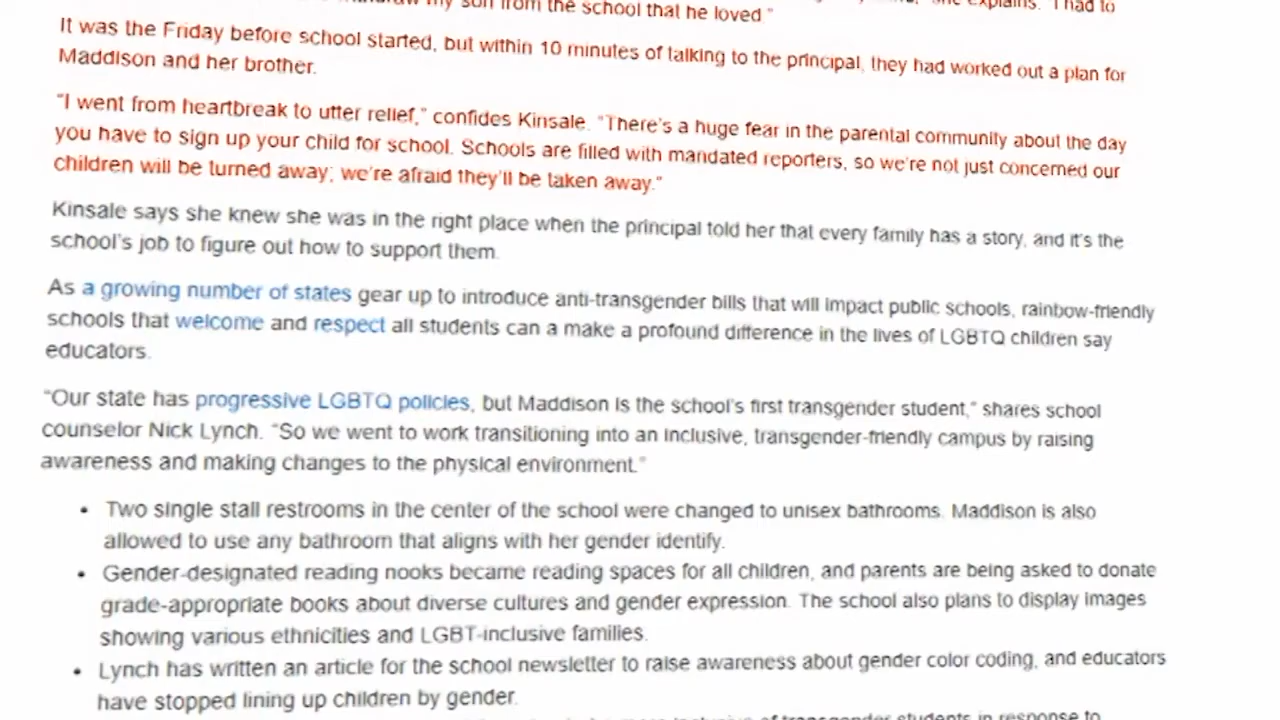 my son from the school that he loved."
It was the Friday before school started, but within 10 minutes of talking to the principal, they had worked out a plan for
Maddison and her brother.
"I went from heartbreak to utter relief," confides Kinsale. "There's a huge fear in the parental community about the day
you have to sign up your child for school. Schools are filled with mandated reporters, so we're not just concerned our
children will be turned away; we're afraid they'll be taken away."
Kinsale says she knew she was in the right place when the principal told her that every family has a story, and it's the
school's job to figure out how to support them.
As a growing number of states gear up to introduce anti-transgender bills that will impact public schools, rainbow-friendly
schools that welcome and respect all students can a make a profound difference in the lives of LGBTQ children say
educators.
"Our state has progressive LGBTQ policies, but Maddison is the school's first transgender student," shares school
counselor Nick Lynch. "So we went to work transitioning into an inclusive, transgender-friendly campus by raising
awareness and making changes to the physical environment."
• Two single stall restrooms in the center of the school were changed to unisex bathrooms. Maddison is also
allowed to use any bathroom that aligns with her gender identify.
• Gender-designated reading nooks became reading spaces for all children, and parents are being asked to donate
grade-appropriate books about diverse cultures and gender expression. The school also plans to display images
showing various ethnicities and LGBT-inclusive families.
• Lynch has written an article for the school newsletter to raise awareness about gender color coding, and educators
have stopped lining up children by gender.
of transgender students in response to